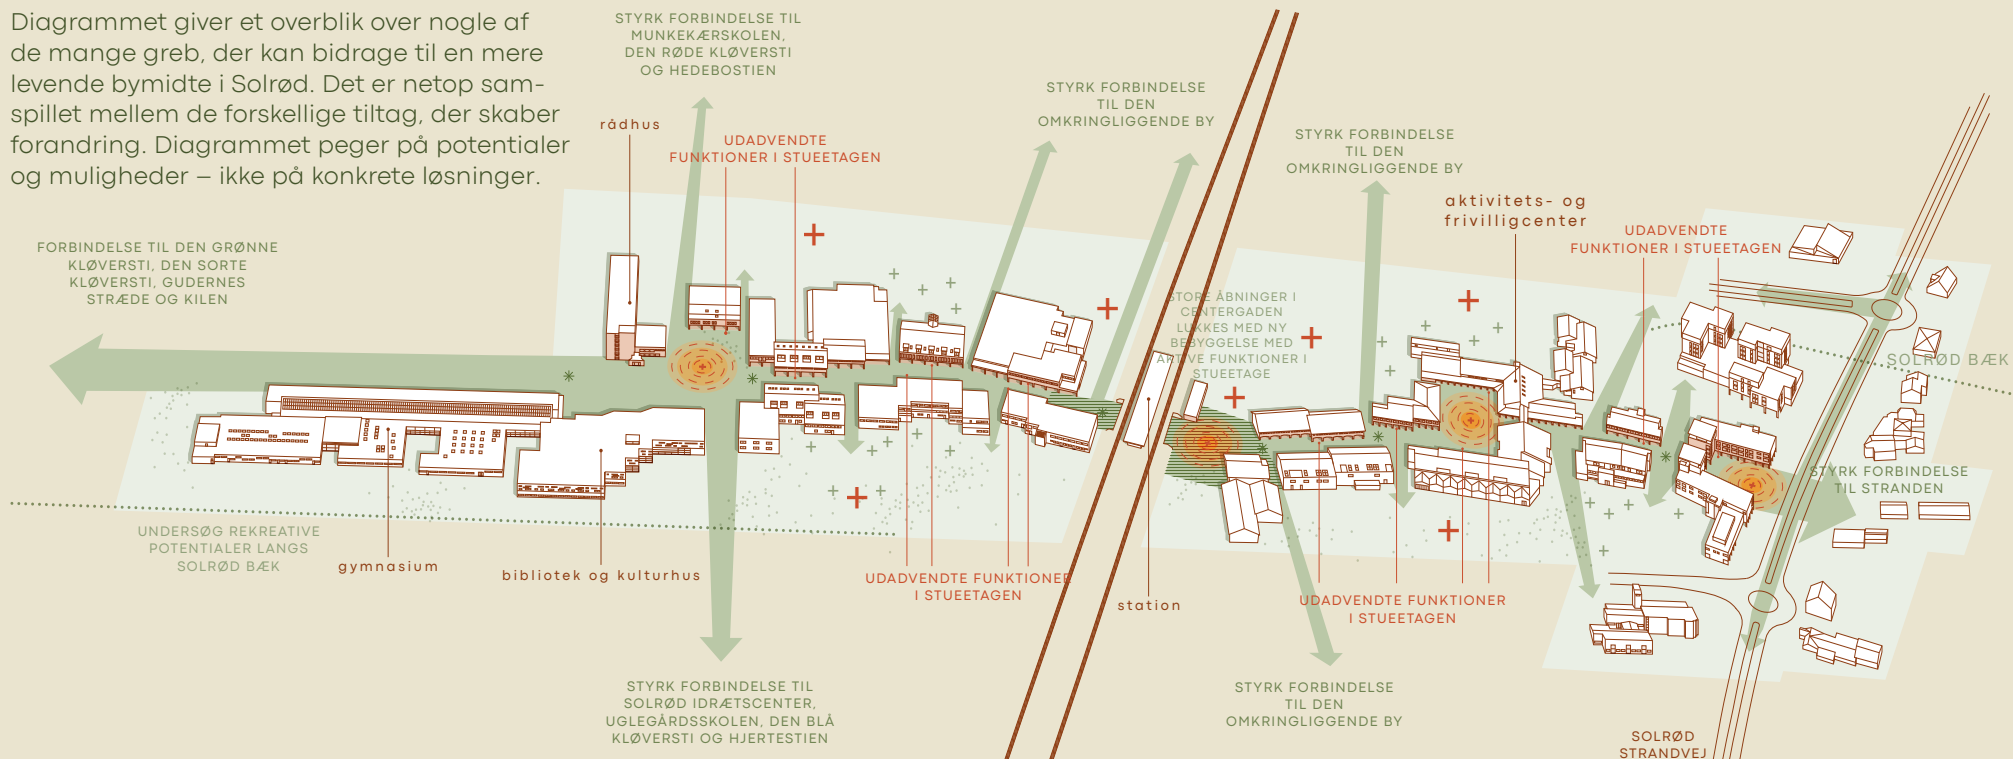 Diagrammet giver et overblik over nogle af
de mange greb, der kan bidrage til en mere
levende bymidte i Solrød. Det er netop sam-
spillet mellem de forskellige tiltag, der skaber
forandring. Diagrammet peger på potentialer
og muligheder – ikke på konkrete løsninger.
STYRK FORBINDELSE TIL
MUNKEKÆRSKOLEN,
DEN RØDE KLØVERSTI
OG HEDEBOSTIEN
rådhus
UDADVENDTE
FUNKTIONER I STUEETAGEN
STYRK FORBINDELSE
TIL DEN
OMKRINGLIGGENDE BY
STYRK FORBINDELSE
TIL DEN
OMKRINGLIGGENDE BY
aktivitets- og
frivilligcenter
UDADVENDTE
FUNKTIONER I STUEETAGEN
FORBINDELSE TIL DEN GRØNNE
KLØVERSTI, DEN SORTE
KLØVERSTI, GUDERNES
STRÆDE OG KILEN
STORE ÅBNINGER I
CENTERGADEN
LUKKES MED NY
BEBYGGELSE MED
AKTIVE FUNKTIONER I
STUEETAGE
SOLRØD BÆK
STYRK FORBINDELSE
TIL STRANDEN
UNDERSØG REKREATIVE
POTENTIALER LANGS
SOLRØD BÆK
gymnasium
bibliotek og kulturhus
UDADVENDTE FUNKTIONER
I STUEETAGEN
station
UDADVENDTE FUNKTIONER
I STUEETAGEN
STYRK FORBINDELSE TIL
SOLRØD IDRÆTSCENTER,
UGLEGÅRDSSKOLEN, DEN BLÅ
KLØVERSTI OG HJERTESTIEN
STYRK FORBINDELSE
TIL DEN
OMKRINGLIGGENDE BY
SOLRØD
STRANDVEJ